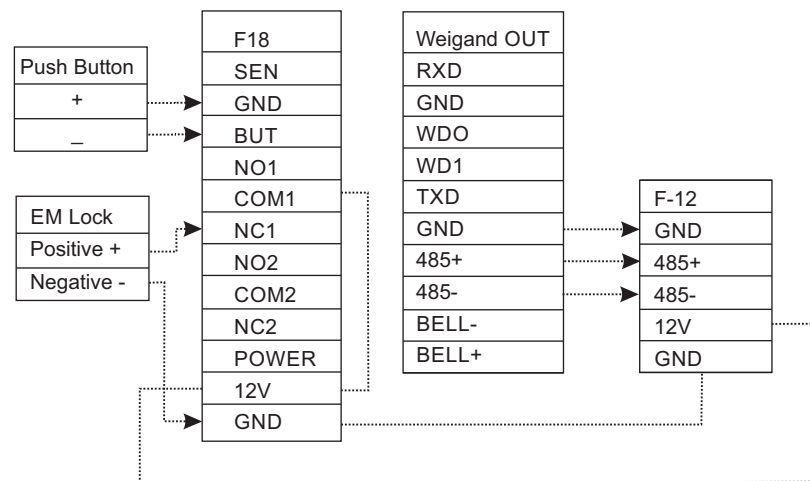 Push Button
+
_
EM Lock
Positive +
Negative -
F18
SEN
GND
BUT
NO1
COM1
NC1
NO2
COM2
NC2
POWER
12V
GND
Weigand OUT
RXD
GND
WDO
WD1
TXD
GND
485+
485-
BELL-
BELL+
F-12
GND
485+
485-
12V
GND